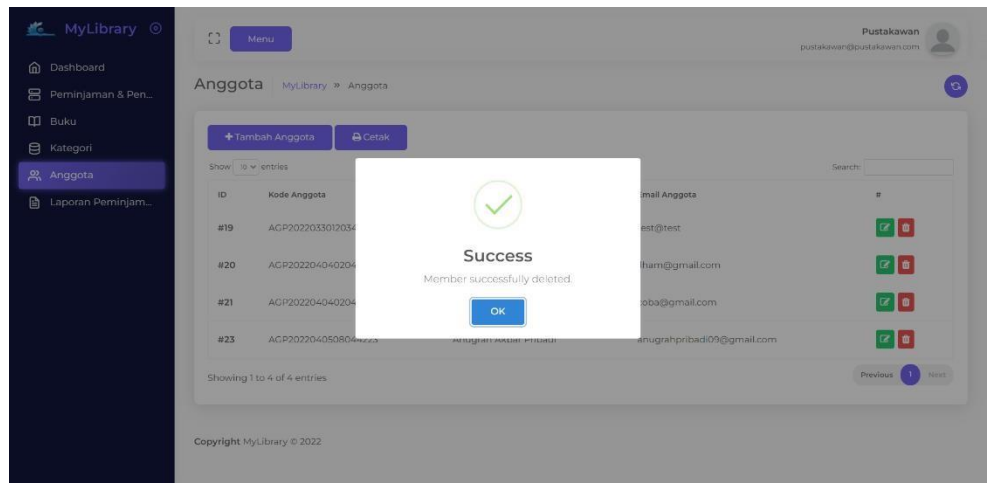 MyLibrary
Dashboard
Peminjaman & Pen...
Buku
Kategori
Anggota
Laporan Peminjam...
Menu
Pustakawan
pustakawan@pustakawan.com
Anggota MyLibrary » Anggota
+ Tambah Anggota Cetak
Show 10 entries Search:
ID Kode Anggota Email Anggota #
#19 AGP2022033012034 est@test
#20 AGP202204040204 lham@gmail.com
#21 AGP202204040204 coba@gmail.com
#23 Anugrah Akbar Pribadi anugrahpribadi09@gmail.com
Success
Member successfully deleted.
OK
Showing 1 to 4 of 4 entries
Previous 1 Next
Copyright MyLibrary © 2022